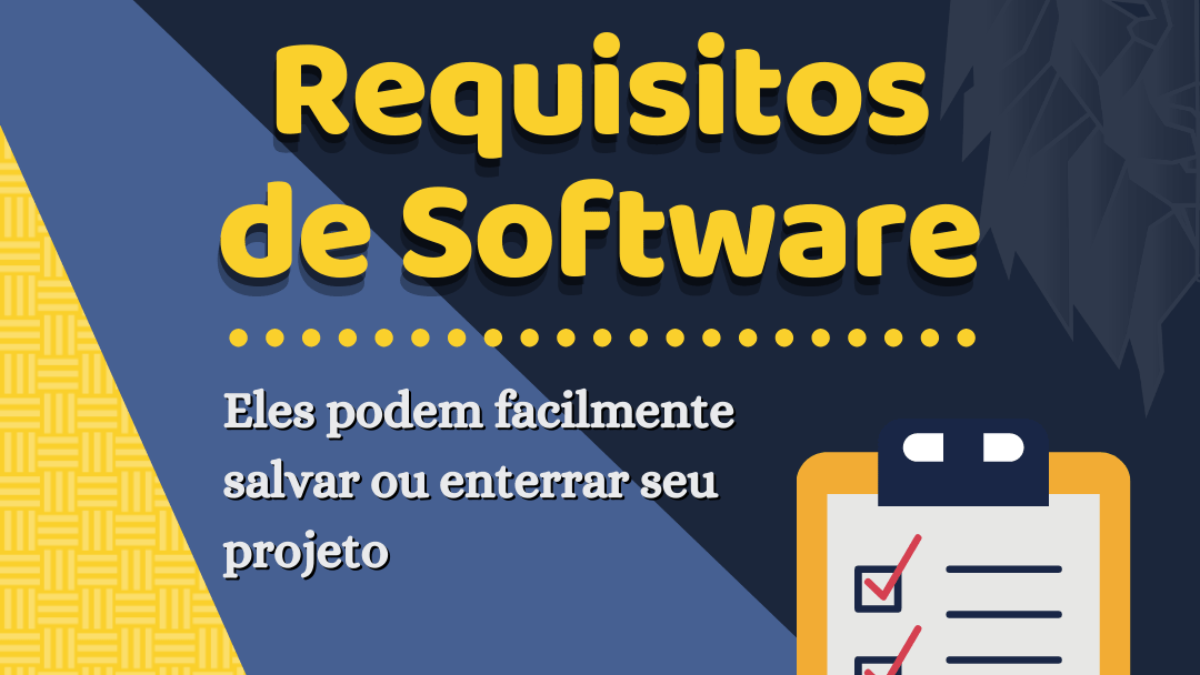 Requisitos
de Software
Eles podem facilmente
salvar ou enterrar seu
projeto